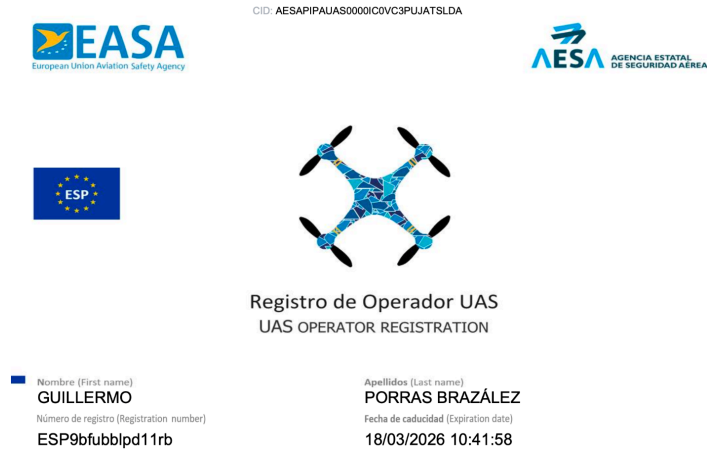 CID: AESAPIPAUAS0000IC0VC3PUJATSLDA
EASA
European Union Aviation Safety Agency
AESA
AGENCIA ESTATAL
DE SEGURIDAD AÉREA
ESP
Registro de Operador UAS
UAS OPERATOR REGISTRATION
Nombre (First name)
GUILLERMO
Apellidos (Last name)
PORRAS BRAZÁLEZ
Número de registro (Registration number)
ESP9bfubblpd11rb
Fecha de caducidad (Expiration date)
18/03/2026 10:41:58